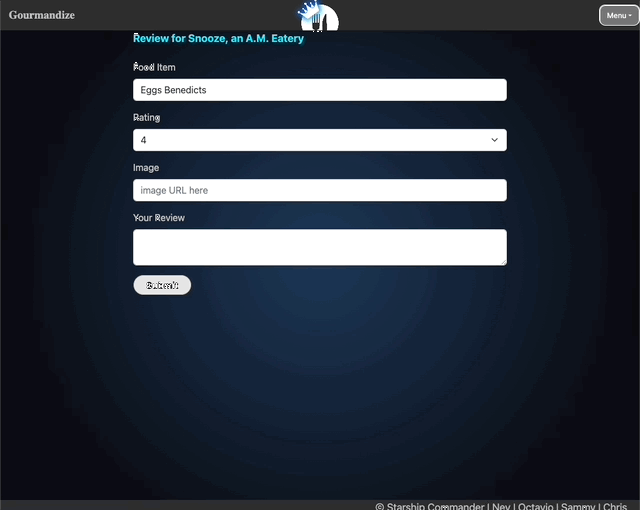 Gourmandize
Menu
Review for Snooze, an A.M. Eatery
Food Item
Eggs Benedicts
Rating
4
Image
image URL here
Your Review
Submit
© Starship Commander | Ney | Octavio | Sammy | Chris